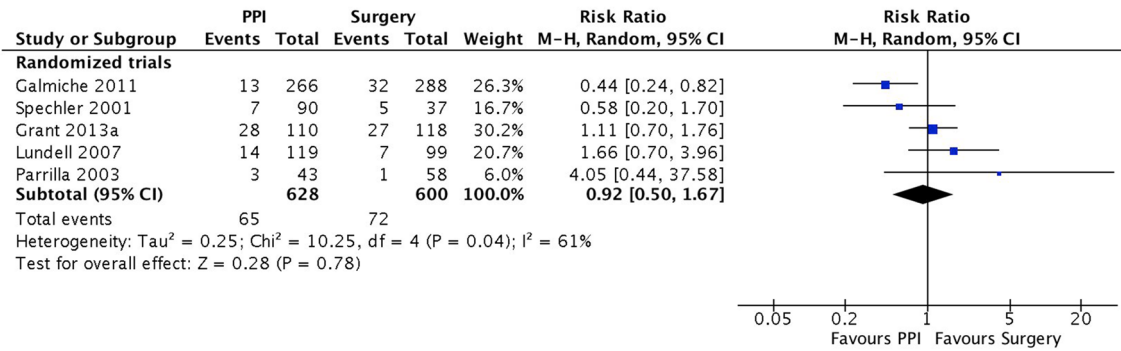 PPI Surgery Risk Ratio Risk Ratio
Study or Subgroup Events Total Events Total Weight M-H, Random, 95% CI M-H, Random, 95% CI
Randomized trials
Galmiche 2011 13 266 32 288 26.3% 0.44 [0.24, 0.82]
Spechler 2001 7 90 5 37 16.7% 0.58 [0.20, 1.70]
Grant 2013a 28 110 27 118 30.2% 1.11 [0.70, 1.76]
Lundell 2007 14 119 7 99 20.7% 1.66 [0.70, 3.96]
Parrilla 2003 3 43 1 58 6.0% 4.05 [0.44, 37.58]
Subtotal (95% CI) 628 600 100.0% 0.92 [0.50, 1.67]
Total events 65 72
Heterogeneity: Tau² = 0.25; Chi² = 10.25, df = 4 (P = 0.04); I² = 61%
Test for overall effect: Z = 0.28 (P = 0.78)
0.05 0.2 1 5 20
Favours PPI Favours Surgery